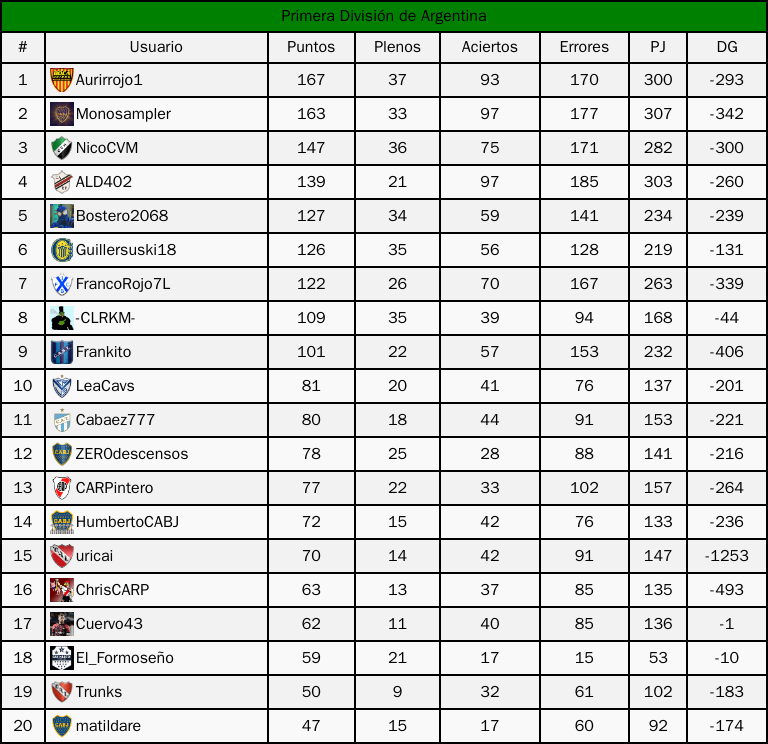 Primera División de Argentina
# Usuario Puntos Plenos Aciertos Errores PJ DG
1 Aurirrojo1 167 37 93 170 300 -293
2 Monosampler 163 33 97 177 307 -342
3 NicoCVM 147 36 75 171 282 -300
4 ALD402 139 21 97 185 303 -260
5 Bostero2068 127 34 59 141 234 -239
6 Guillersuski18 126 35 56 128 219 -131
7 FrancoRojo7L 122 26 70 167 263 -339
8 -CLRKM- 109 35 39 94 168 -44
9 Frankito 101 22 57 153 232 -406
10 LeaCavs 81 20 41 76 137 -201
11 Cabaez777 80 18 44 91 153 -221
12 ZEROdescensos 78 25 28 88 141 -216
13 CARPintero 77 22 33 102 157 -264
14 HumbertoCABJ 72 15 42 76 133 -236
15 uricai 70 14 42 91 147 -1253
16 ChrisCARP 63 13 37 85 135 -493
17 Cuervo43 62 11 40 85 136 -1
18 El_Formoseño 59 21 17 15 53 -10
19 Trunks 50 9 32 61 102 -183
20 matildare 47 15 17 60 92 -174